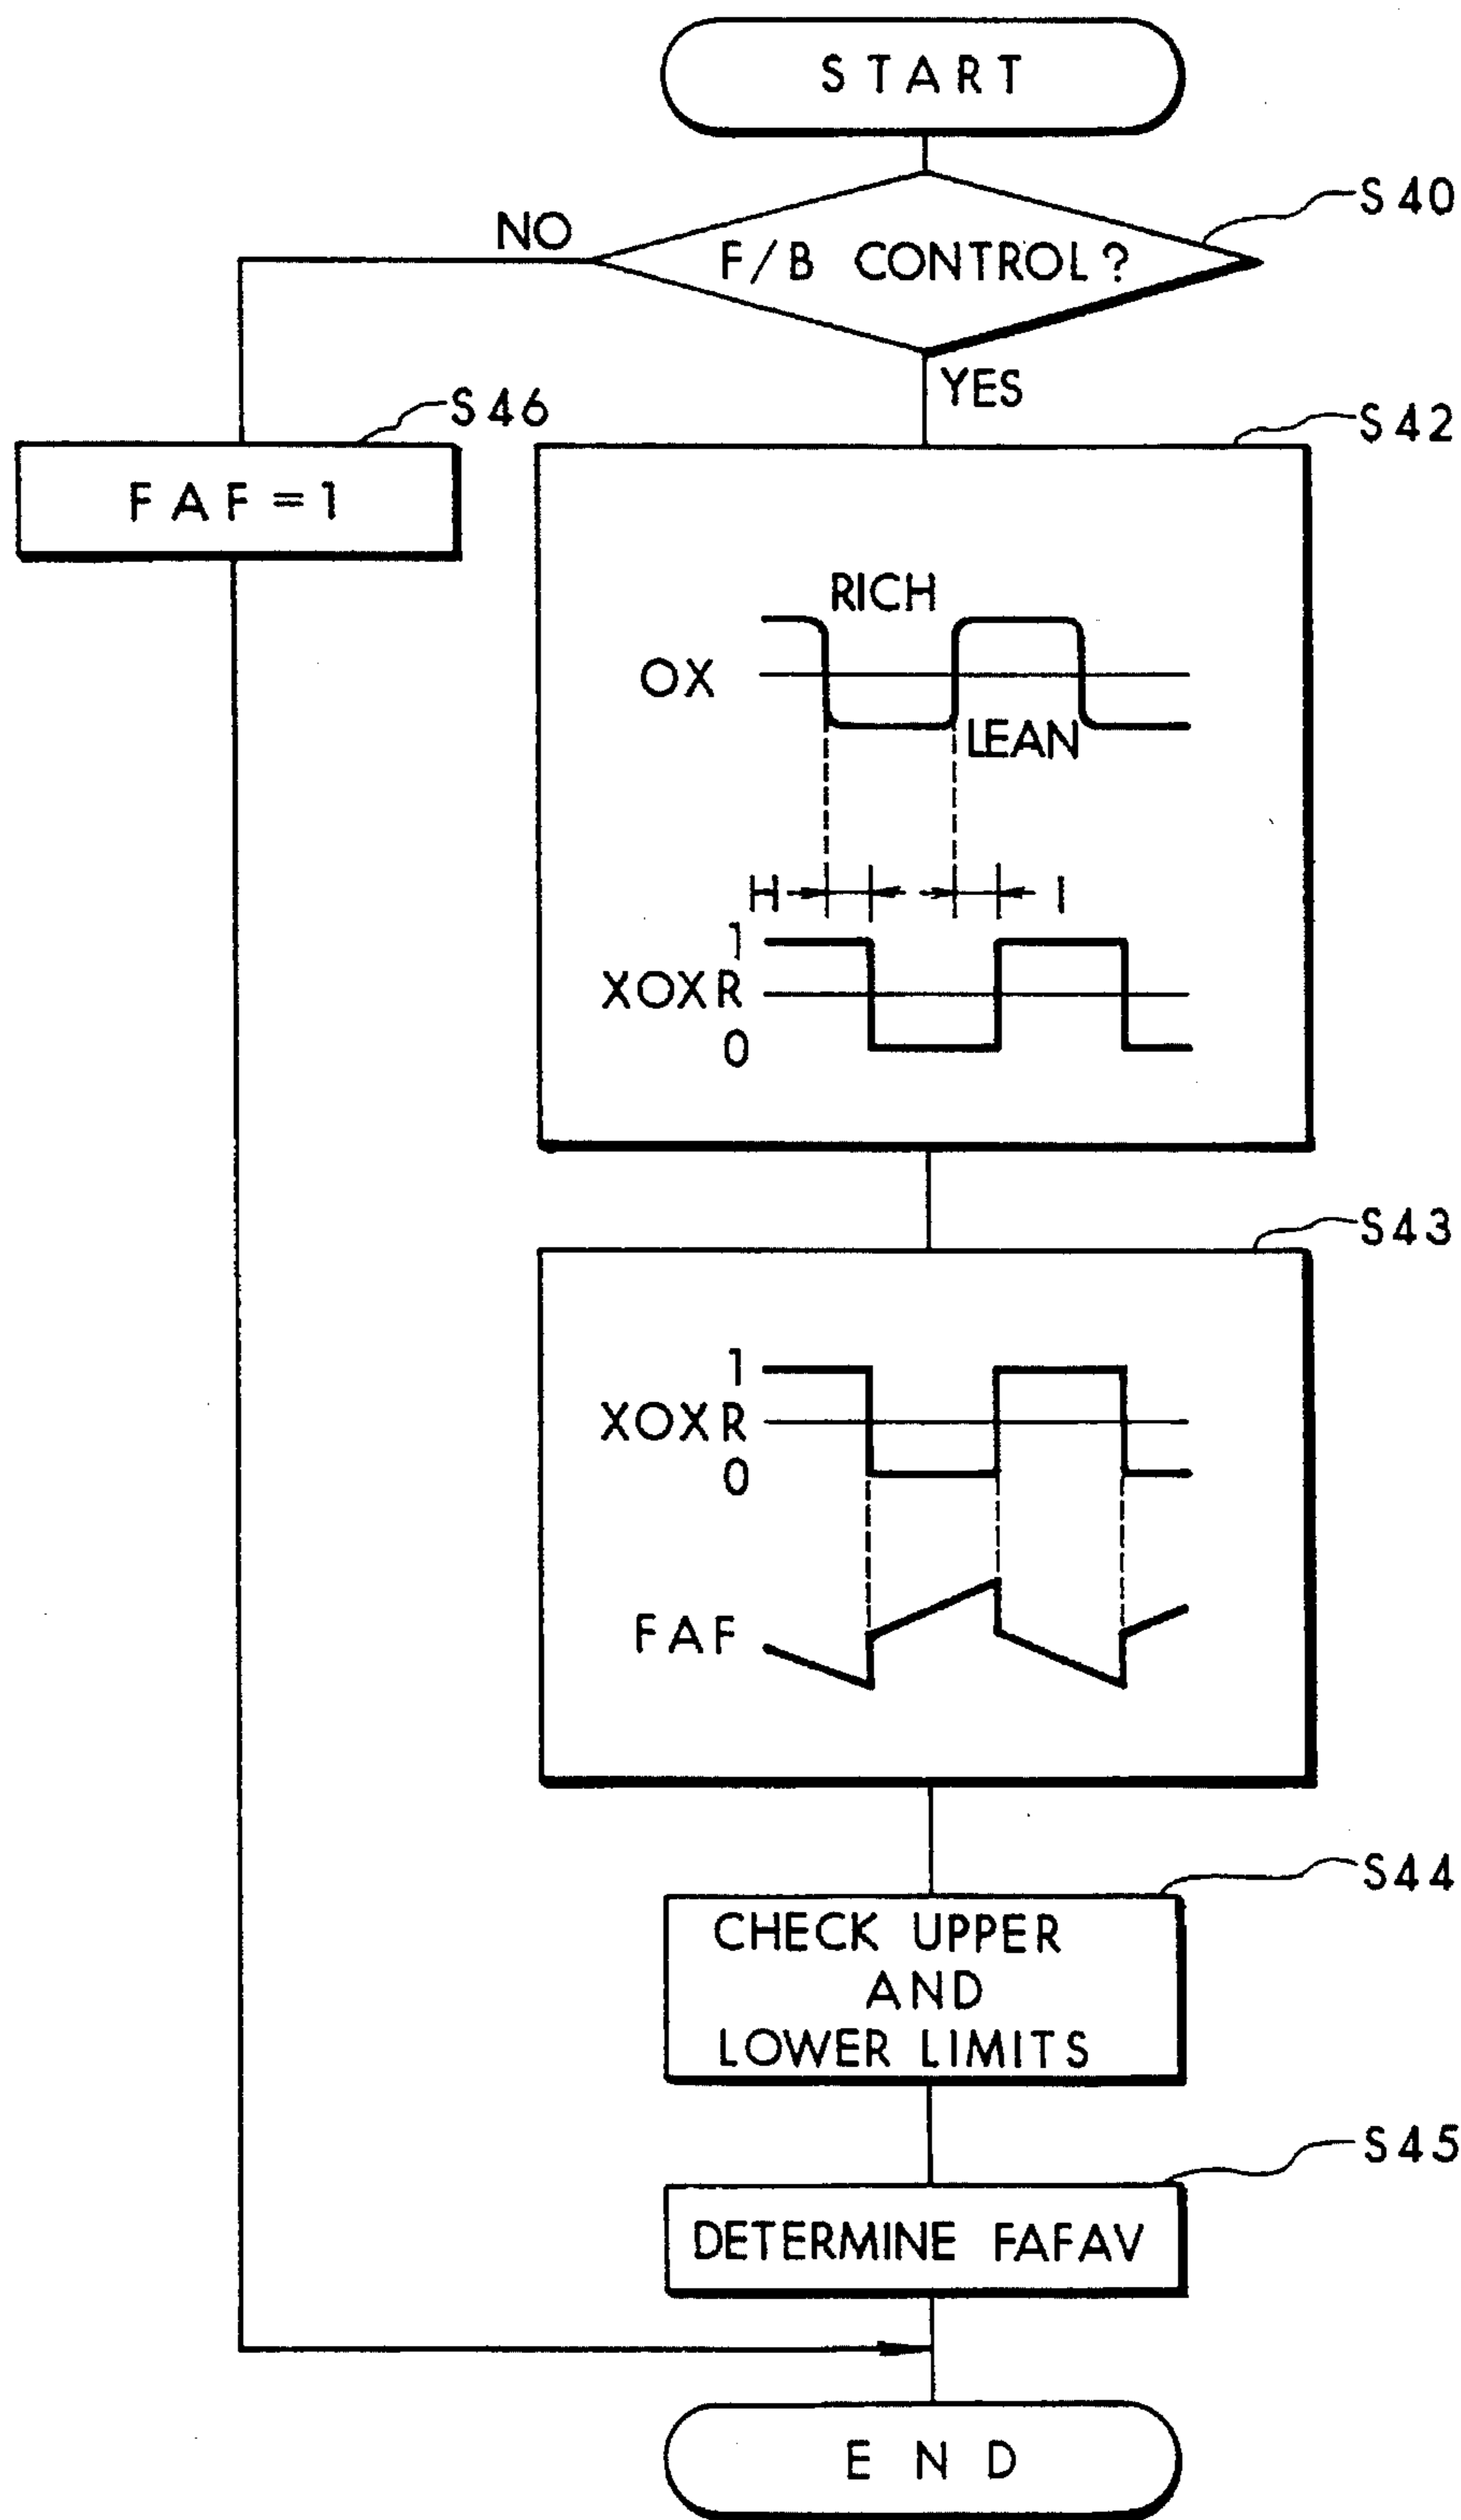 START
S40
NO
F/B CONTROL?
YES
S46
S42
FAF=1
RICH
OX
LEAN
H
I
1
XOXR
0
S43
1
XOXR
0
FAF
S44
CHECK UPPER
AND
LOWER LIMITS
S45
DETERMINE FAFAV
END